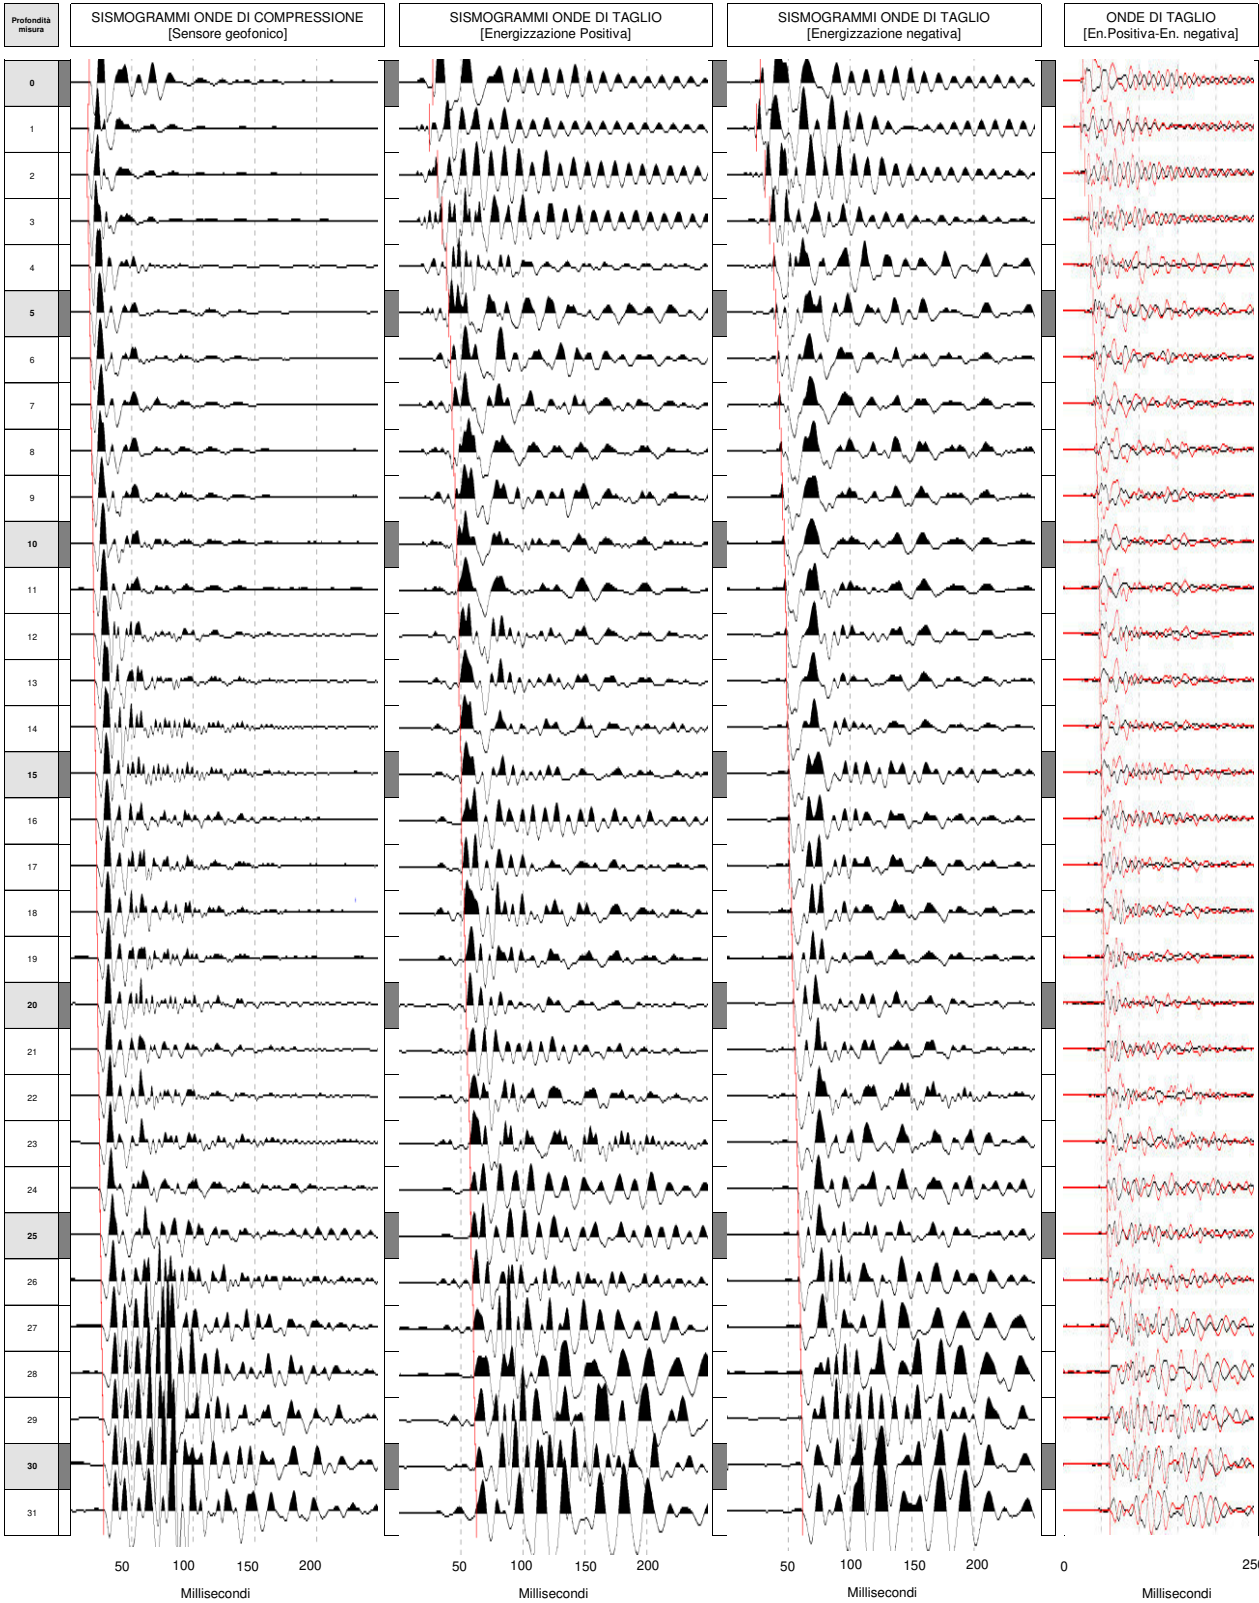 Profondità
misura
SISMOGRAMMI ONDE DI COMPRESSIONE
[Sensore geofonico]
SISMOGRAMMI ONDE DI TAGLIO
[Energizzazione Positiva]
SISMOGRAMMI ONDE DI TAGLIO
[Energizzazione negativa]
ONDE DI TAGLIO
[En.Positiva-En. negativa]
0
1
2
3
4
5
6
7
8
9
10
11
12
13
14
15
16
17
18
19
20
21
22
23
24
25
26
27
28
29
30
31
50 100 150 200
50 100 150 200
50 100 150 200
0 250
Millisecondi
Millisecondi
Millisecondi
Millisecondi